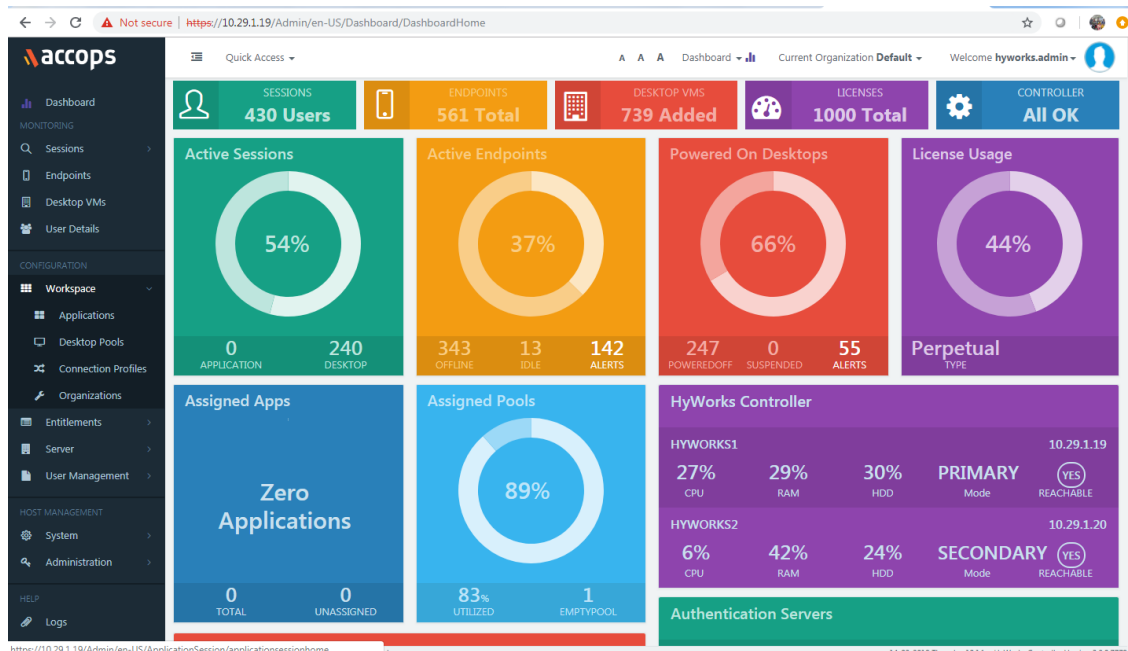 Not secure | https://10.29.1.19/Admin/en-US/Dashboard/DashboardHome
accops
Quick Access
A A A Dashboard
Current Organization Default
Welcome hyworks.admin
Dashboard
MONITORING
Sessions
Endpoints
Desktop VMs
User Details
CONFIGURATION
Workspace
Applications
Desktop Pools
Connection Profiles
Organizations
Entitlements
Server
User Management
HOST MANAGEMENT
System
Administration
HELP
Logs
SESSIONS
430 Users
ENDPOINTS
561 Total
DESKTOP VMS
739 Added
LICENSES
1000 Total
CONTROLLER
All OK
Active Sessions
54%
0 240
APPLICATION DESKTOP
Active Endpoints
37%
343 13 142
OFFLINE IDLE ALERTS
Powered On Desktops
66%
247 0 55
POWEREDOFF SUSPENDED ALERTS
License Usage
44%
Perpetual
TYPE
Assigned Apps
Zero
Applications
0 0
TOTAL UNASSIGNED
Assigned Pools
89%
83% 1
UTILIZED EMPTYPOOL
HyWorks Controller
HYWORKS1 10.29.1.19
27% 29% 30% PRIMARY YES
CPU RAM HDD Mode REACHABLE
HYWORKS2 10.29.1.20
6% 42% 24% SECONDARY YES
CPU RAM HDD Mode REACHABLE
Authentication Servers
https://10.29.1.19/Admin/en-US/ApplicationSession/applicationsessionhome